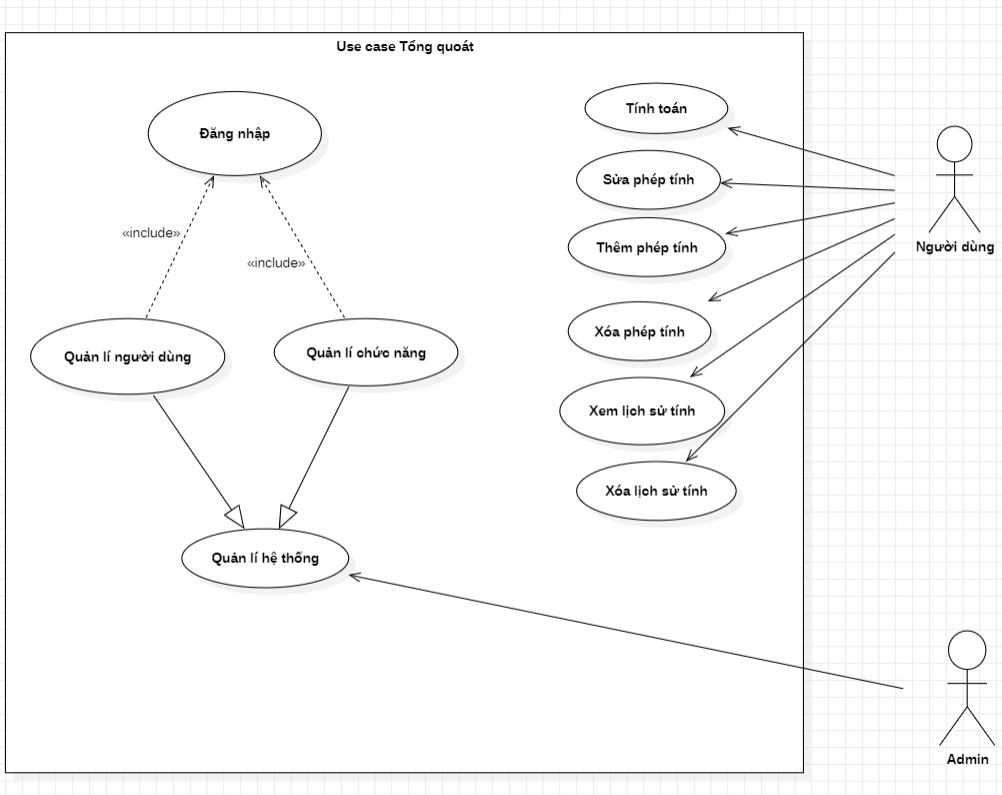 Use case Tổng quoát
Đăng nhập
Tính toán
Sửa phép tính
«include»
Thêm phép tính
Người dùng
«include»
Xóa phép tính
Quản lí người dùng
Quản lí chức năng
Xem lịch sử tính
Xóa lịch sử tính
Quản lí hệ thống
Admin